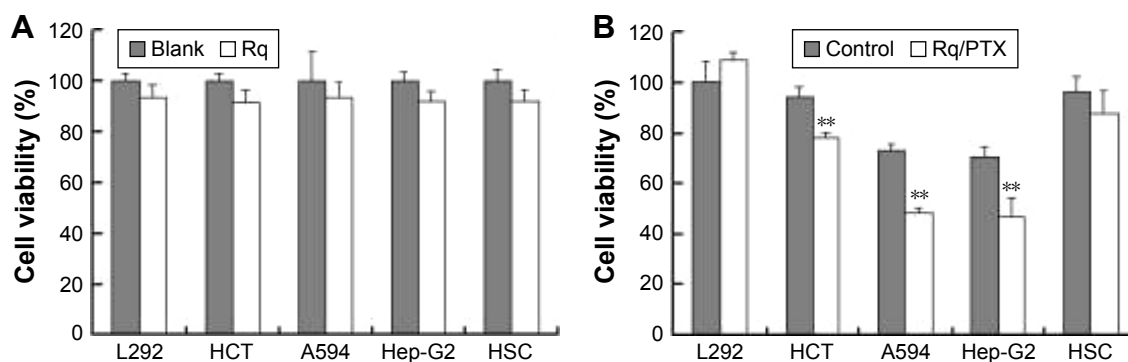 A
Blank Rq
Cell viability (%)
120
100
80
60
40
20
0
L292 HCT A594 Hep-G2 HSC
B
Control Rq/PTX
Cell viability (%)
120
100
80
60
40
20
0
**
**
**
L292 HCT A594 Hep-G2 HSC